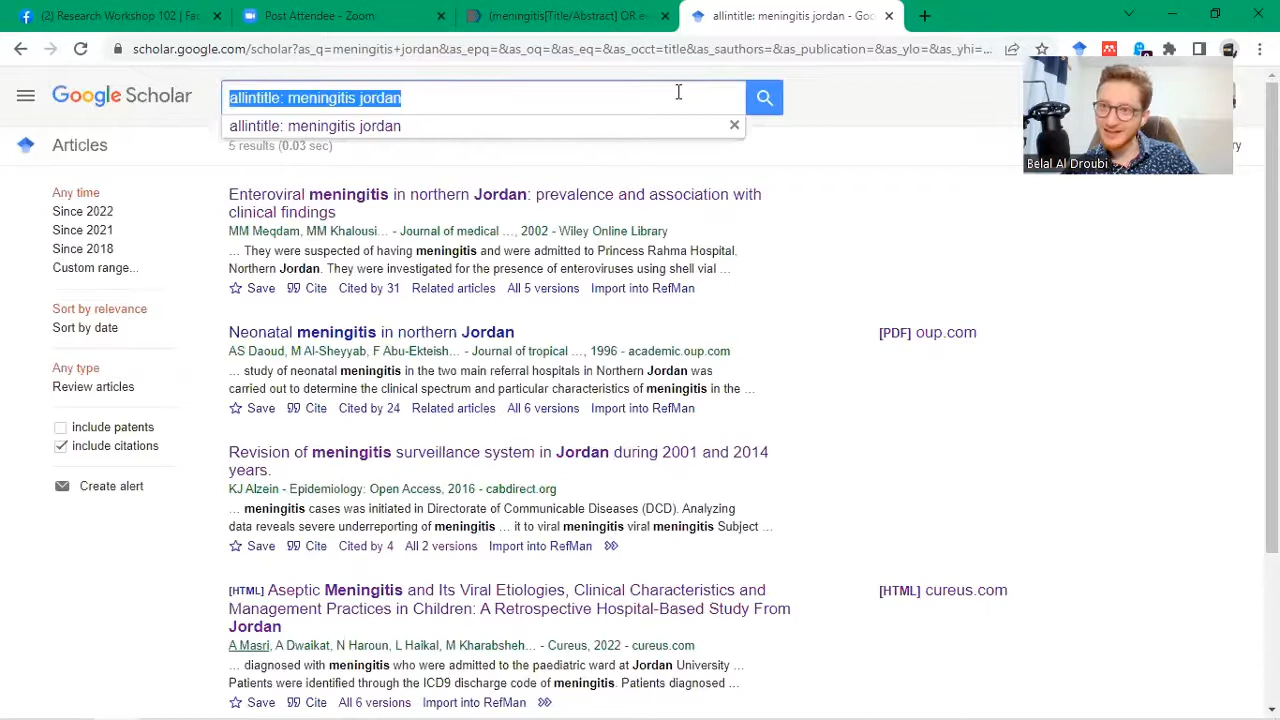 (2) Research Workshop 102 | Fac
Post Attendee - Zoom
(meningitis[Title/Abstract] OR e
allintitle: meningitis jordan - Goo
scholar.google.com/scholar?as_q=meningitis+jordan&as_epq=&as_oq=&as_eq=&as_occt=title&as_sauthors=&as_publication=&as_ylo=&as_yhi=...
Google Scholar
allintitle: meningitis jordan
allintitle: meningitis jordan
Belal Al Droubi
Articles
5 results (0.03 sec)
Any time
Since 2022
Since 2021
Since 2018
Custom range...
Sort by relevance
Sort by date
Any type
Review articles
include patents
include citations
Create alert
Enteroviral meningitis in northern Jordan: prevalence and association with
clinical findings
MM Meqdam, MM Khalousi... - Journal of medical ..., 2002 - Wiley Online Library
... They were suspected of having meningitis and were admitted to Princess Rahma Hospital,
Northern Jordan. They were investigated for the presence of enteroviruses using shell vial ...
Save Cite Cited by 31 Related articles All 5 versions Import into RefMan
Neonatal meningitis in northern Jordan
[PDF] oup.com
AS Daoud, M Al-Sheyyab, F Abu-Ekteish... - Journal of tropical ..., 1996 - academic.oup.com
... study of neonatal meningitis in the two main referral hospitals in Northern Jordan was
carried out to determine the clinical spectrum and particular characteristics of meningitis in the ...
Save Cite Cited by 24 Related articles All 6 versions Import into RefMan
Revision of meningitis surveillance system in Jordan during 2001 and 2014
years.
KJ Alzein - Epidemiology: Open Access, 2016 - cabdirect.org
... meningitis cases was initiated in Directorate of Communicable Diseases (DCD). Analyzing
data reveals severe underreporting of meningitis ... it to viral meningitis viral meningitis Subject ...
Save Cite Cited by 4 All 2 versions Import into RefMan
[HTML] Aseptic Meningitis and Its Viral Etiologies, Clinical Characteristics and
Management Practices in Children: A Retrospective Hospital-Based Study From
Jordan
[HTML] cureus.com
A Masri, A Dwaikat, N Haroun, L Haikal, M Kharabsheh... - Cureus, 2022 - cureus.com
... diagnosed with meningitis who were admitted to the paediatric ward at Jordan University ...
Patients were identified through the ICD9 discharge code of meningitis. Patients diagnosed ...
Save Cite All 6 versions Import into RefMan